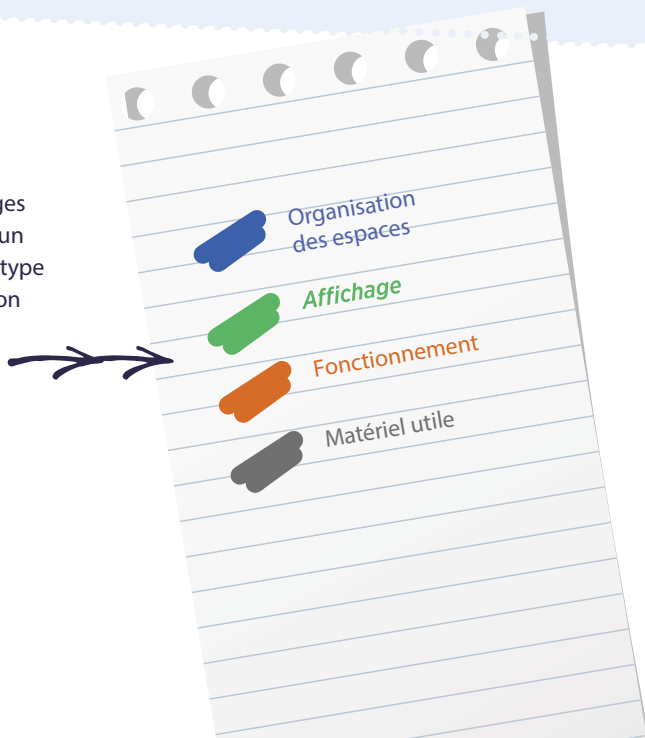 ges
un
type
on
Organisation
des espaces
Affichage
Fonctionnement
Matériel utile